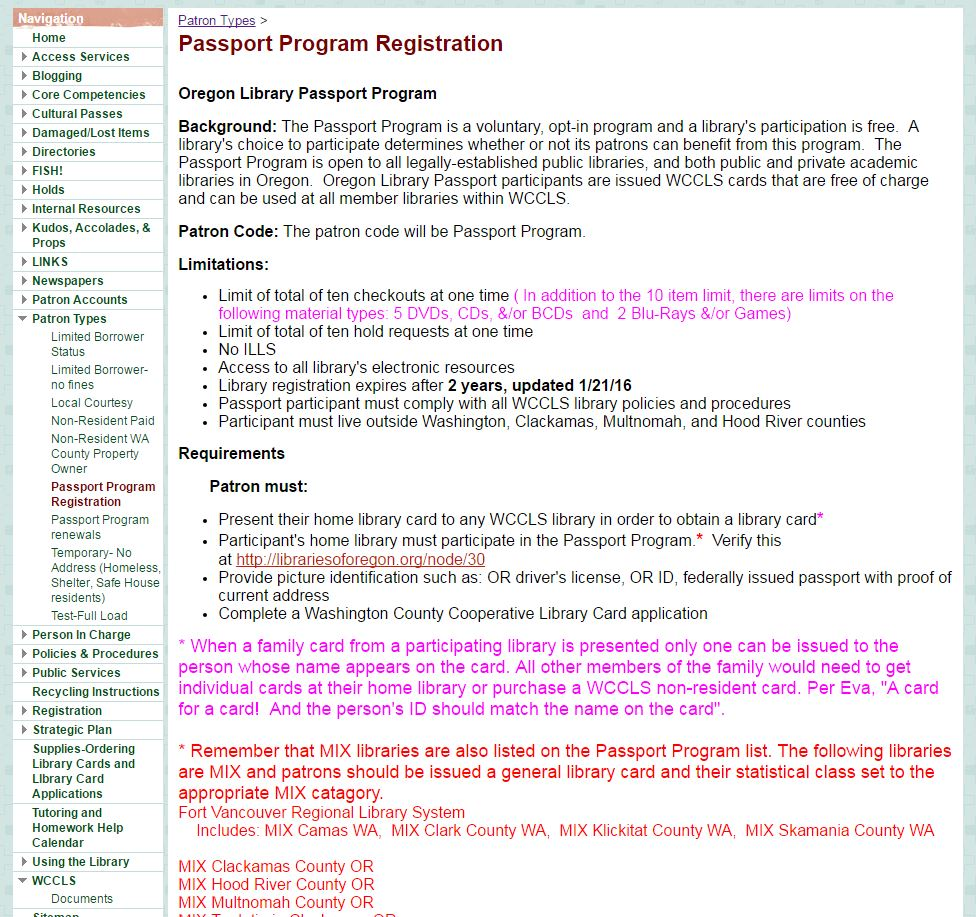 Navigation
Home
Access Services
Blogging
Core Competencies
Cultural Passes
Damaged/Lost Items
Directories
FISH!
Holds
Internal Resources
Kudos, Accolades, &
Props
LINKS
Newspapers
Patron Accounts
Patron Types
Limited Borrower
Status
Limited Borrower-
no fines
Local Courtesy
Non-Resident Paid
Non-Resident WA
County Property
Owner
Passport Program
Registration
Passport Program
renewals
Temporary- No
Address (Homeless,
Shelter, Safe House
residents)
Test-Full Load
Person In Charge
Policies & Procedures
Public Services
Recycling Instructions
Registration
Strategic Plan
Supplies-Ordering
Library Cards and
LIbrary Card
Applications
Tutoring and
Homework Help
Calendar
Using the Library
WCCLS
Documents
Sitemap
Patron Types >
Passport Program Registration
Oregon Library Passport Program
Background: The Passport Program is a voluntary, opt-in program and a library's participation is free. A
library's choice to participate determines whether or not its patrons can benefit from this program. The
Passport Program is open to all legally-established public libraries, and both public and private academic
libraries in Oregon. Oregon Library Passport participants are issued WCCLS cards that are free of charge
and can be used at all member libraries within WCCLS.
Patron Code: The patron code will be Passport Program.
Limitations:
• Limit of total of ten checkouts at one time ( In addition to the 10 item limit, there are limits on the
following material types: 5 DVDs, CDs, &/or BCDs and 2 Blu-Rays &/or Games)
• Limit of total of ten hold requests at one time
• No ILLS
• Access to all library's electronic resources
• Library registration expires after 2 years, updated 1/21/16
• Passport participant must comply with all WCCLS library policies and procedures
• Participant must live outside Washington, Clackamas, Multnomah, and Hood River counties
Requirements
Patron must:
• Present their home library card to any WCCLS library in order to obtain a library card*
• Participant's home library must participate in the Passport Program.* Verify this
at http://librariesoforegon.org/node/30
• Provide picture identification such as: OR driver's license, OR ID, federally issued passport with proof of
current address
• Complete a Washington County Cooperative Library Card application
* When a family card from a participating library is presented only one can be issued to the
person whose name appears on the card. All other members of the family would need to get
individual cards at their home library or purchase a WCCLS non-resident card. Per Eva, "A card
for a card! And the person's ID should match the name on the card".
* Remember that MIX libraries are also listed on the Passport Program list. The following libraries
are MIX and patrons should be issued a general library card and their statistical class set to the
appropriate MIX catagory.
Fort Vancouver Regional Library System
Includes: MIX Camas WA, MIX Clark County WA, MIX Klickitat County WA, MIX Skamania County WA
MIX Clackamas County OR
MIX Hood River County OR
MIX Multnomah County OR